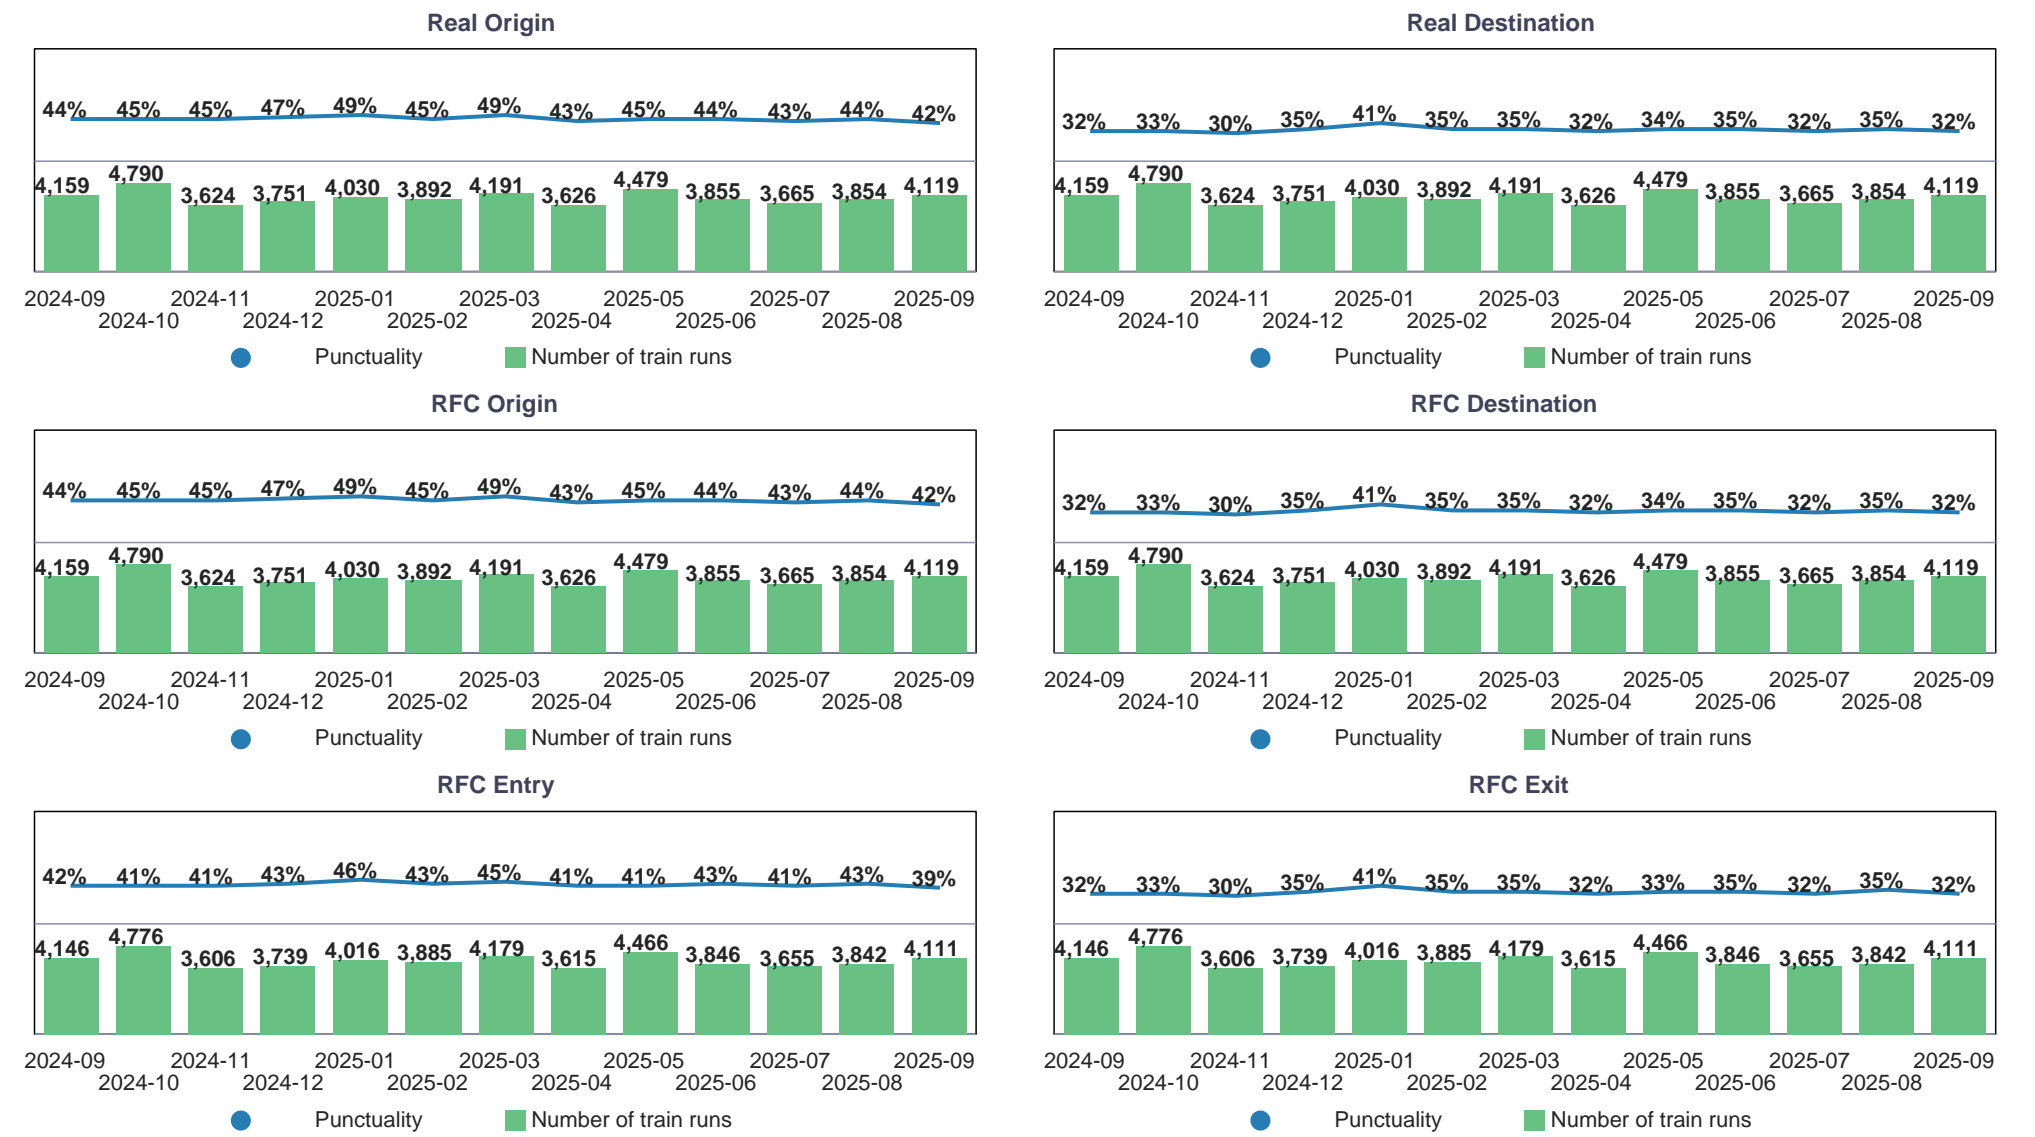 Real Origin
44% 45% 45% 47% 49% 45% 49% 43% 45% 44% 43% 44% 42%
4,159 4,790 3,624 3,751 4,030 3,892 4,191 3,626 4,479 3,855 3,665 3,854 4,119
2024-09 2024-11 2025-01 2025-03 2025-05 2025-07 2025-09
2024-10 2024-12 2025-02 2025-04 2025-06 2025-08
Punctuality Number of train runs
Real Destination
32% 33% 30% 35% 41% 35% 35% 32% 34% 35% 32% 35% 32%
4,159 4,790 3,624 3,751 4,030 3,892 4,191 3,626 4,479 3,855 3,665 3,854 4,119
2024-09 2024-11 2025-01 2025-03 2025-05 2025-07 2025-09
2024-10 2024-12 2025-02 2025-04 2025-06 2025-08
Punctuality Number of train runs
RFC Origin
44% 45% 45% 47% 49% 45% 49% 43% 45% 44% 43% 44% 42%
4,159 4,790 3,624 3,751 4,030 3,892 4,191 3,626 4,479 3,855 3,665 3,854 4,119
2024-09 2024-11 2025-01 2025-03 2025-05 2025-07 2025-09
2024-10 2024-12 2025-02 2025-04 2025-06 2025-08
Punctuality Number of train runs
RFC Destination
32% 33% 30% 35% 41% 35% 35% 32% 34% 35% 32% 35% 32%
4,159 4,790 3,624 3,751 4,030 3,892 4,191 3,626 4,479 3,855 3,665 3,854 4,119
2024-09 2024-11 2025-01 2025-03 2025-05 2025-07 2025-09
2024-10 2024-12 2025-02 2025-04 2025-06 2025-08
Punctuality Number of train runs
RFC Entry
42% 41% 41% 43% 46% 43% 45% 41% 41% 43% 41% 43% 39%
4,146 4,776 3,606 3,739 4,016 3,885 4,179 3,615 4,466 3,846 3,655 3,842 4,111
2024-09 2024-11 2025-01 2025-03 2025-05 2025-07 2025-09
2024-10 2024-12 2025-02 2025-04 2025-06 2025-08
Punctuality Number of train runs
RFC Exit
32% 33% 30% 35% 41% 35% 35% 32% 33% 35% 32% 35% 32%
4,146 4,776 3,606 3,739 4,016 3,885 4,179 3,615 4,466 3,846 3,655 3,842 4,111
2024-09 2024-11 2025-01 2025-03 2025-05 2025-07 2025-09
2024-10 2024-12 2025-02 2025-04 2025-06 2025-08
Punctuality Number of train runs